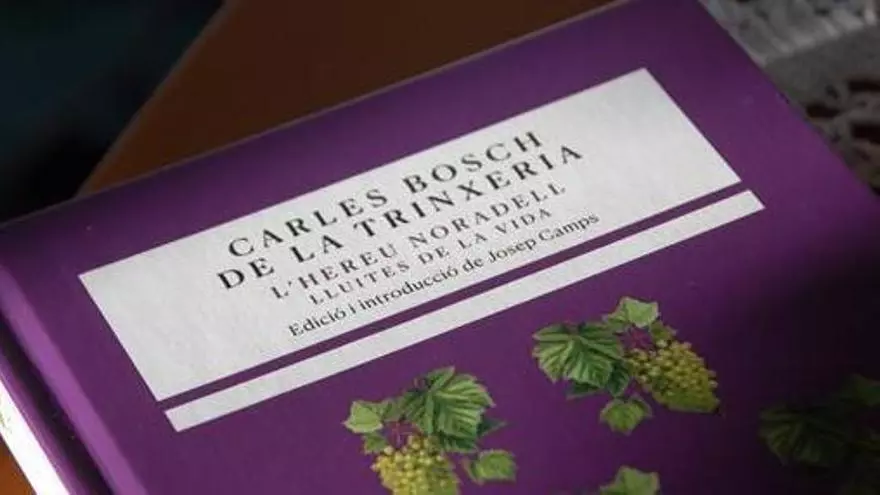 CARLES BOSCH
DE LA TRINXERIA
L'HEREU NORADELL
LLUITES DE LA VIDA
Edició i introducció de Josep Camps